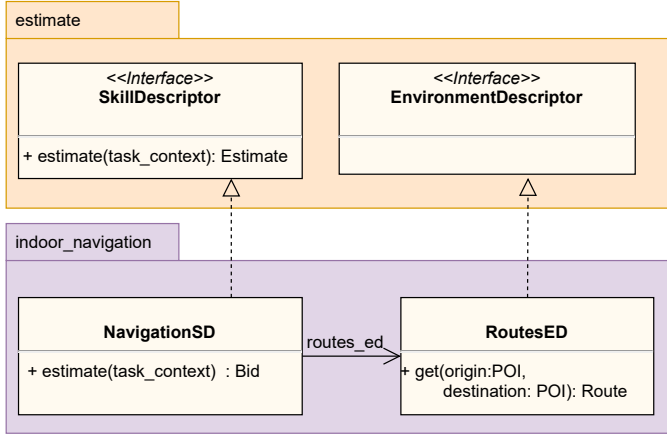 estimate
<<Interface>>
SkillDescriptor
+ estimate(task_context): Estimate
<<Interface>>
EnvironmentDescriptor
indoor_navigation
NavigationSD
+ estimate(task_context)  : Bid
routes_ed
RoutesED
+ get(origin:POI,
destination: POI): Route